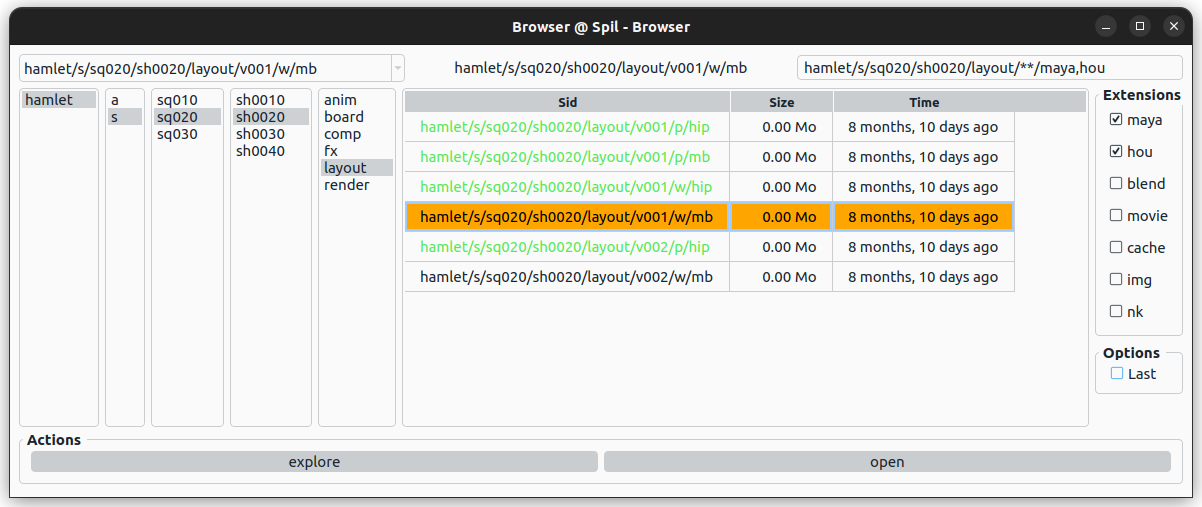 Browser @ Spil - Browser
hamlet/s/sq020/sh0020/layout/v001/w/mb
hamlet/s/sq020/sh0020/layout/v001/w/mb
hamlet/s/sq020/sh0020/layout/**/maya,hou
hamlet
a
s
sq010
sq020
sq030
sh0010
sh0020
sh0030
sh0040
anim
board
comp
fx
layout
render
Sid Size Time
hamlet/s/sq020/sh0020/layout/v001/p/hip 0.00 Mo 8 months, 10 days ago
hamlet/s/sq020/sh0020/layout/v001/p/mb 0.00 Mo 8 months, 10 days ago
hamlet/s/sq020/sh0020/layout/v001/w/hip 0.00 Mo 8 months, 10 days ago
hamlet/s/sq020/sh0020/layout/v001/w/mb 0.00 Mo 8 months, 10 days ago
hamlet/s/sq020/sh0020/layout/v002/p/hip 0.00 Mo 8 months, 10 days ago
hamlet/s/sq020/sh0020/layout/v002/w/mb 0.00 Mo 8 months, 10 days ago
Extensions
maya
hou
blend
movie
cache
img
nk
Options
Last
Actions
explore
open